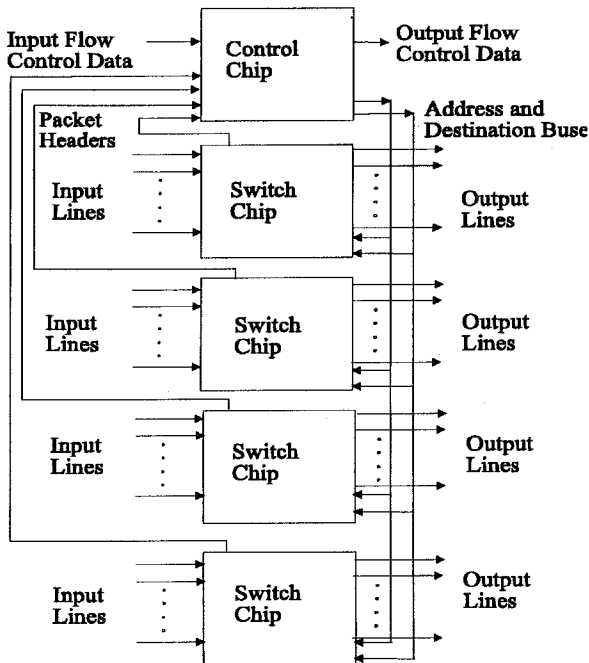 Input Flow
Control Data
Control
Chip
Output Flow
Control Data
Address and
Destination Buse
Packet
Headers
Input
Lines
Switch
Chip
Output
Lines
Input
Lines
Switch
Chip
Output
Lines
Input
Lines
Switch
Chip
Output
Lines
Input
Lines
Switch
Chip
Output
Lines